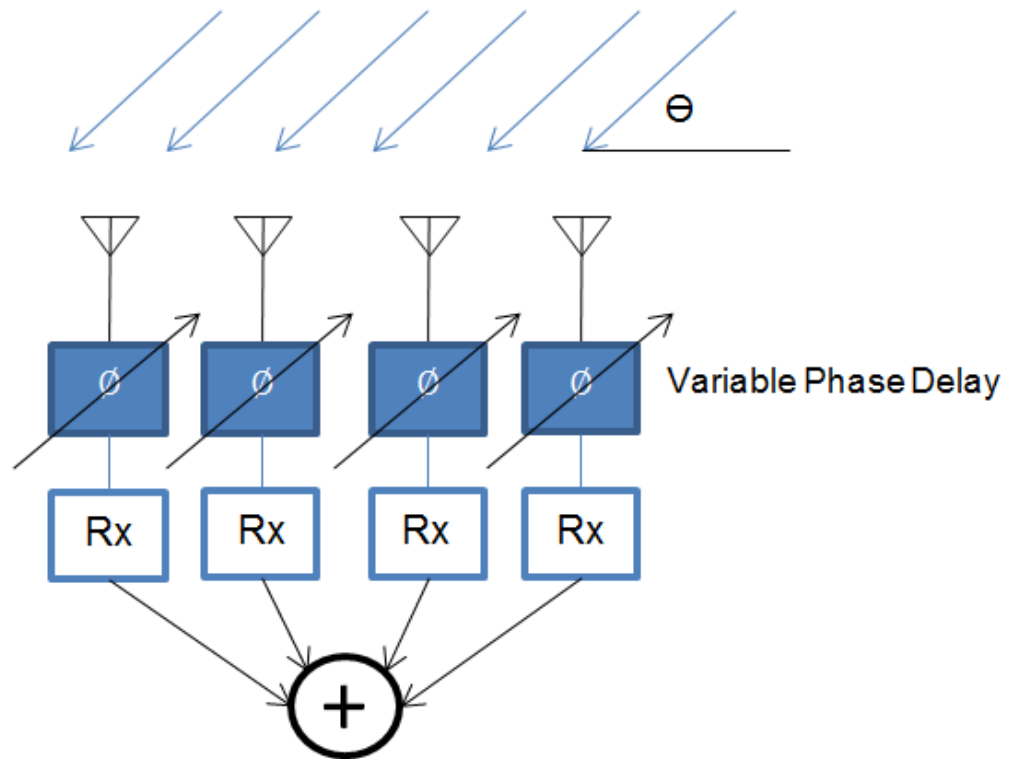 Ө
Ø Ø Ø Ø Variable Phase Delay
Rx Rx Rx Rx
+